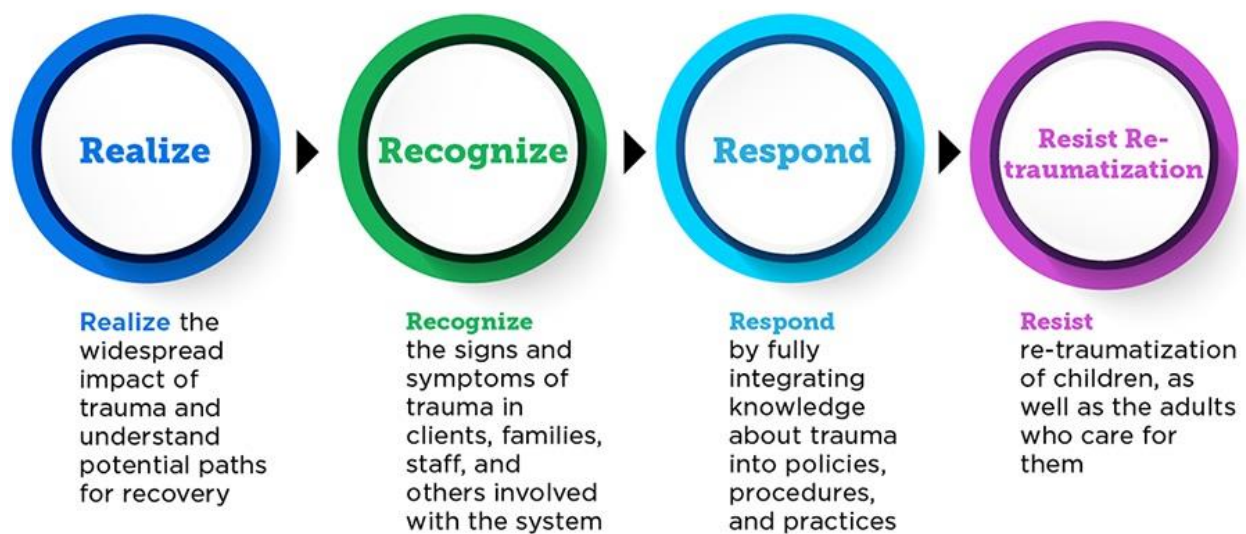 Realize
Recognize
Respond
Resist Re-
traumatization
Realize the
widespread
impact of
trauma and
understand
potential paths
for recovery
Recognize
the signs and
symptoms of
trauma in
clients, families,
staff, and
others involved
with the system
Respond
by fully
integrating
knowledge
about trauma
into policies,
procedures,
and practices
Resist
re-traumatization
of children, as
well as the adults
who care for
them